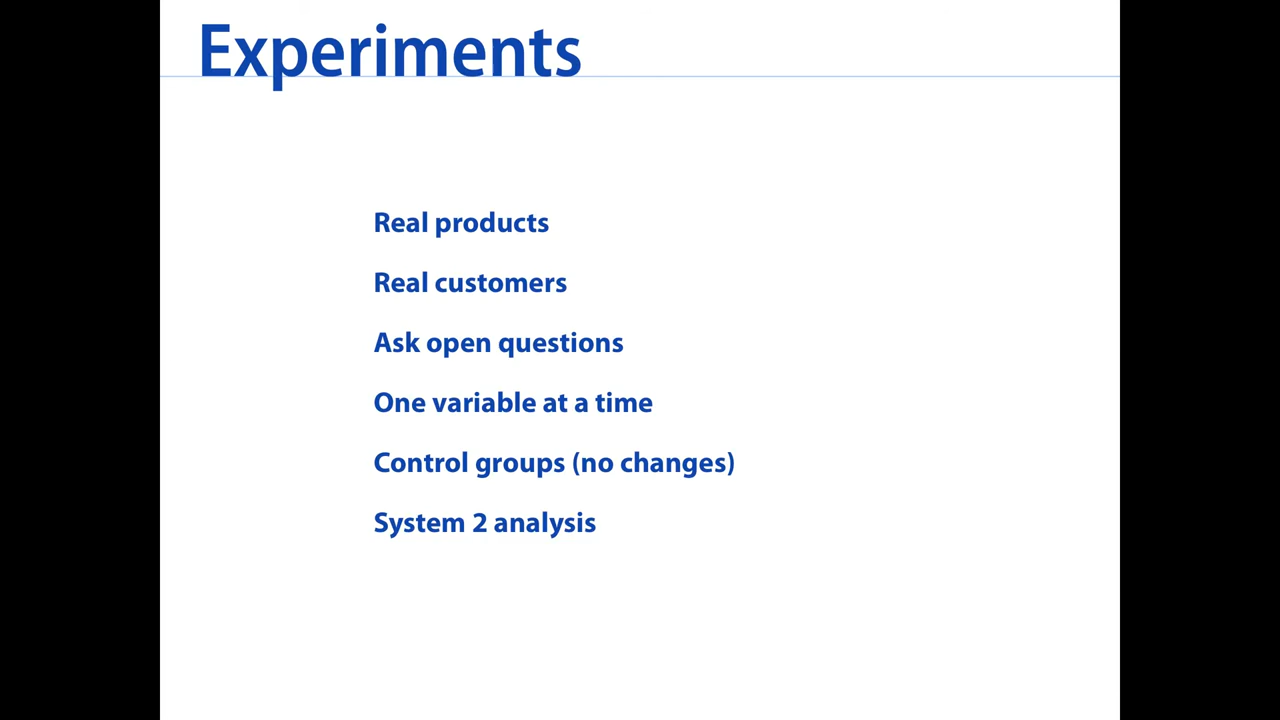 Experiments
Real products
Real customers
Ask open questions
One variable at a time
Control groups (no changes)
System 2 analysis